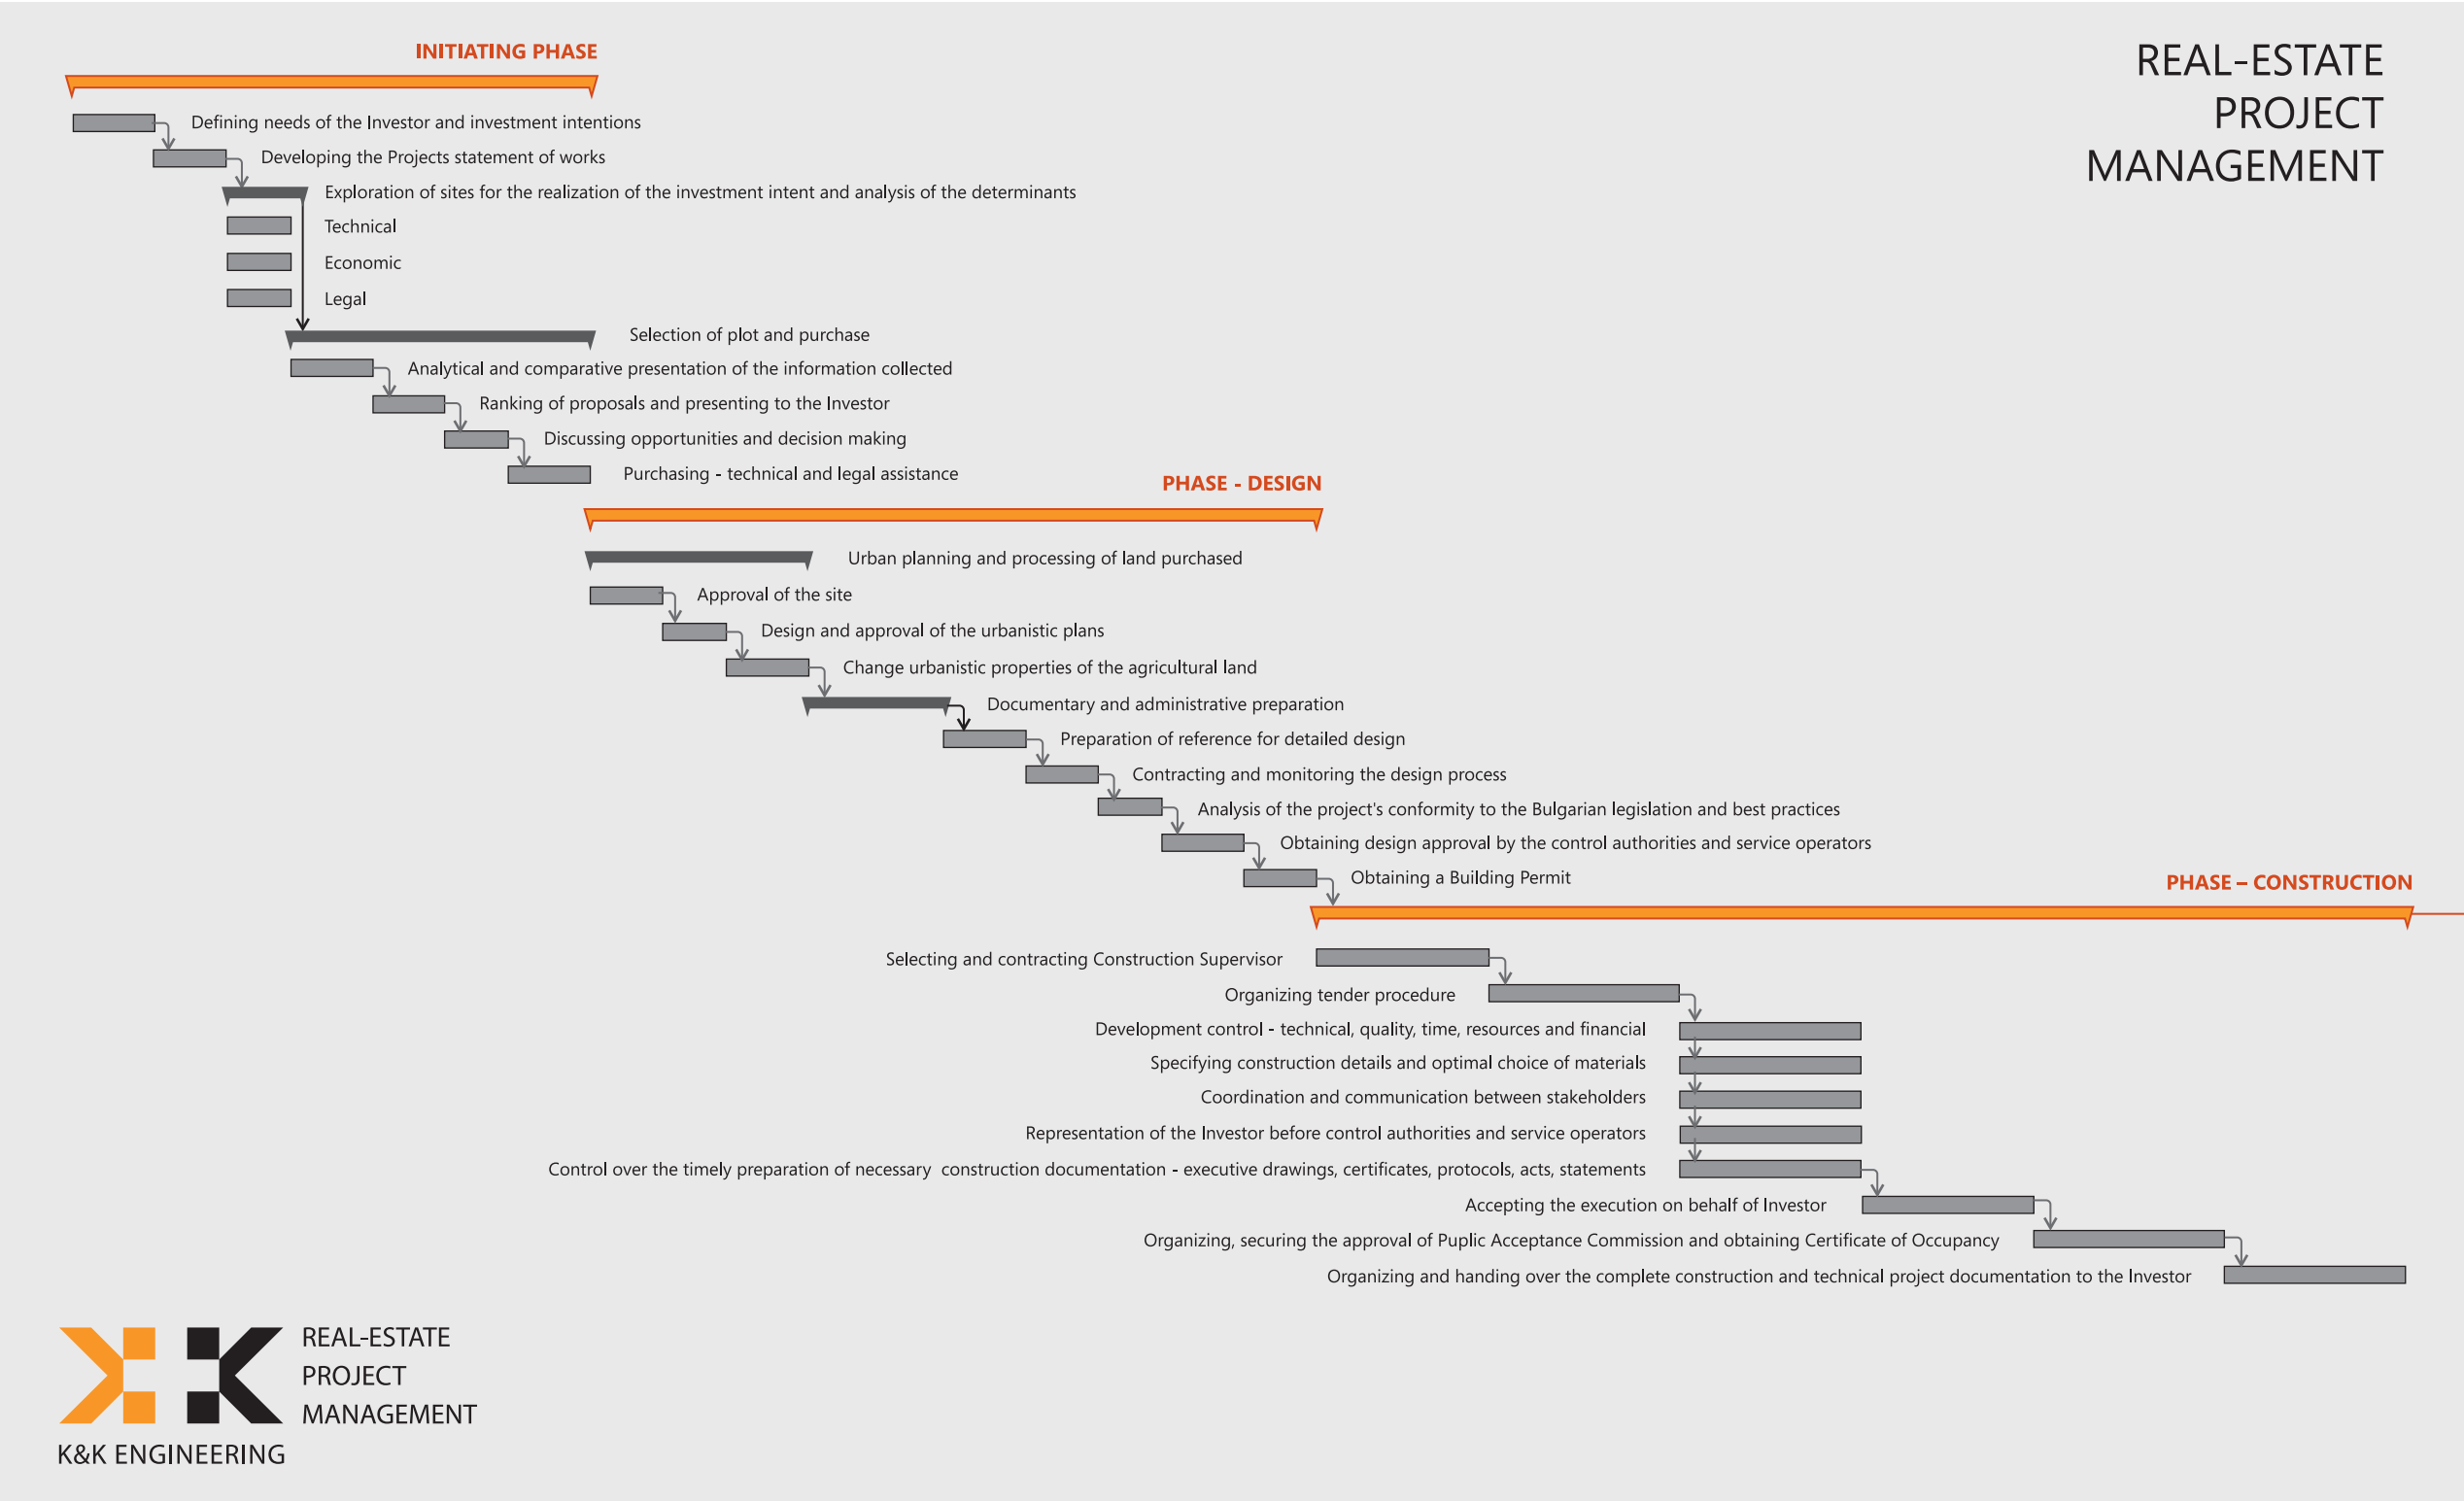 INITIATING PHASE
REAL-ESTATE
PROJECT
MANAGEMENT
Defining needs of the Investor and investment intentions
Developing the Projects statement of works
Exploration of sites for the realization of the investment intent and analysis of the determinants
Technical
Economic
Legal
Selection of plot and purchase
Analytical and comparative presentation of the information collected
Ranking of proposals and presenting to the Investor
Discussing opportunities and decision making
Purchasing - technical and legal assistance
PHASE - DESIGN
Urban planning and processing of land purchased
Approval of the site
Design and approval of the urbanistic plans
Change urbanistic properties of the agricultural land
Documentary and administrative preparation
Preparation of reference for detailed design
Contracting and monitoring the design process
Analysis of the project's conformity to the Bulgarian legislation and best practices
Obtaining design approval by the control authorities and service operators
Obtaining a Building Permit
PHASE – CONSTRUCTION
Selecting and contracting Construction Supervisor
Organizing tender procedure
Development control - technical, quality, time, resources and financial
Specifying construction details and optimal choice of materials
Coordination and communication between stakeholders
Representation of the Investor before control authorities and service operators
Control over the timely preparation of necessary  construction documentation - executive drawings, certificates, protocols, acts, statements
Accepting the execution on behalf of Investor
Organizing, securing the approval of Puplic Acceptance Commission and obtaining Certificate of Occupancy
Organizing and handing over the complete construction and technical project documentation to the Investor
REAL-ESTATE
PROJECT
MANAGEMENT
K&K ENGINEERING